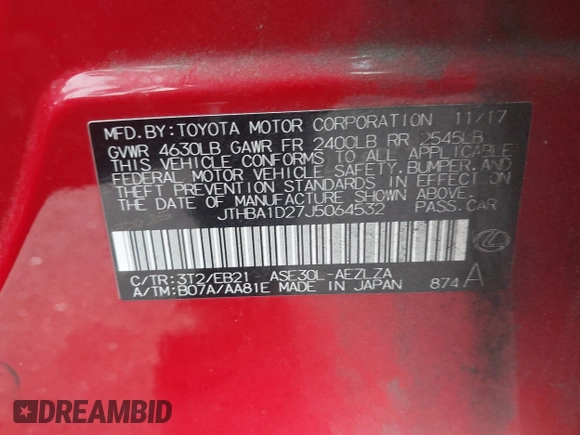 MFD.BY:TOYOTA MOTOR CORPORATION 11/17
GVWR 4630LB GAWR FR 2400LB RR 2545LB
THIS VEHICLE CONFORMS TO ALL APPLICABLE
FEDERAL MOTOR VEHICLE SAFETY,BUMPER,AND
THEFT PREVENTION STANDARDS IN EFFECT ON
THE DATE OF MANUFACTURE SHOWN ABOVE.
JTHBA1D27J5064532 PASS.CAR
C/TR:3T2/EB21 ASE30L-AEZLZA
A/TM:B07A/AA81E MADE IN JAPAN 874A
DREAMBID